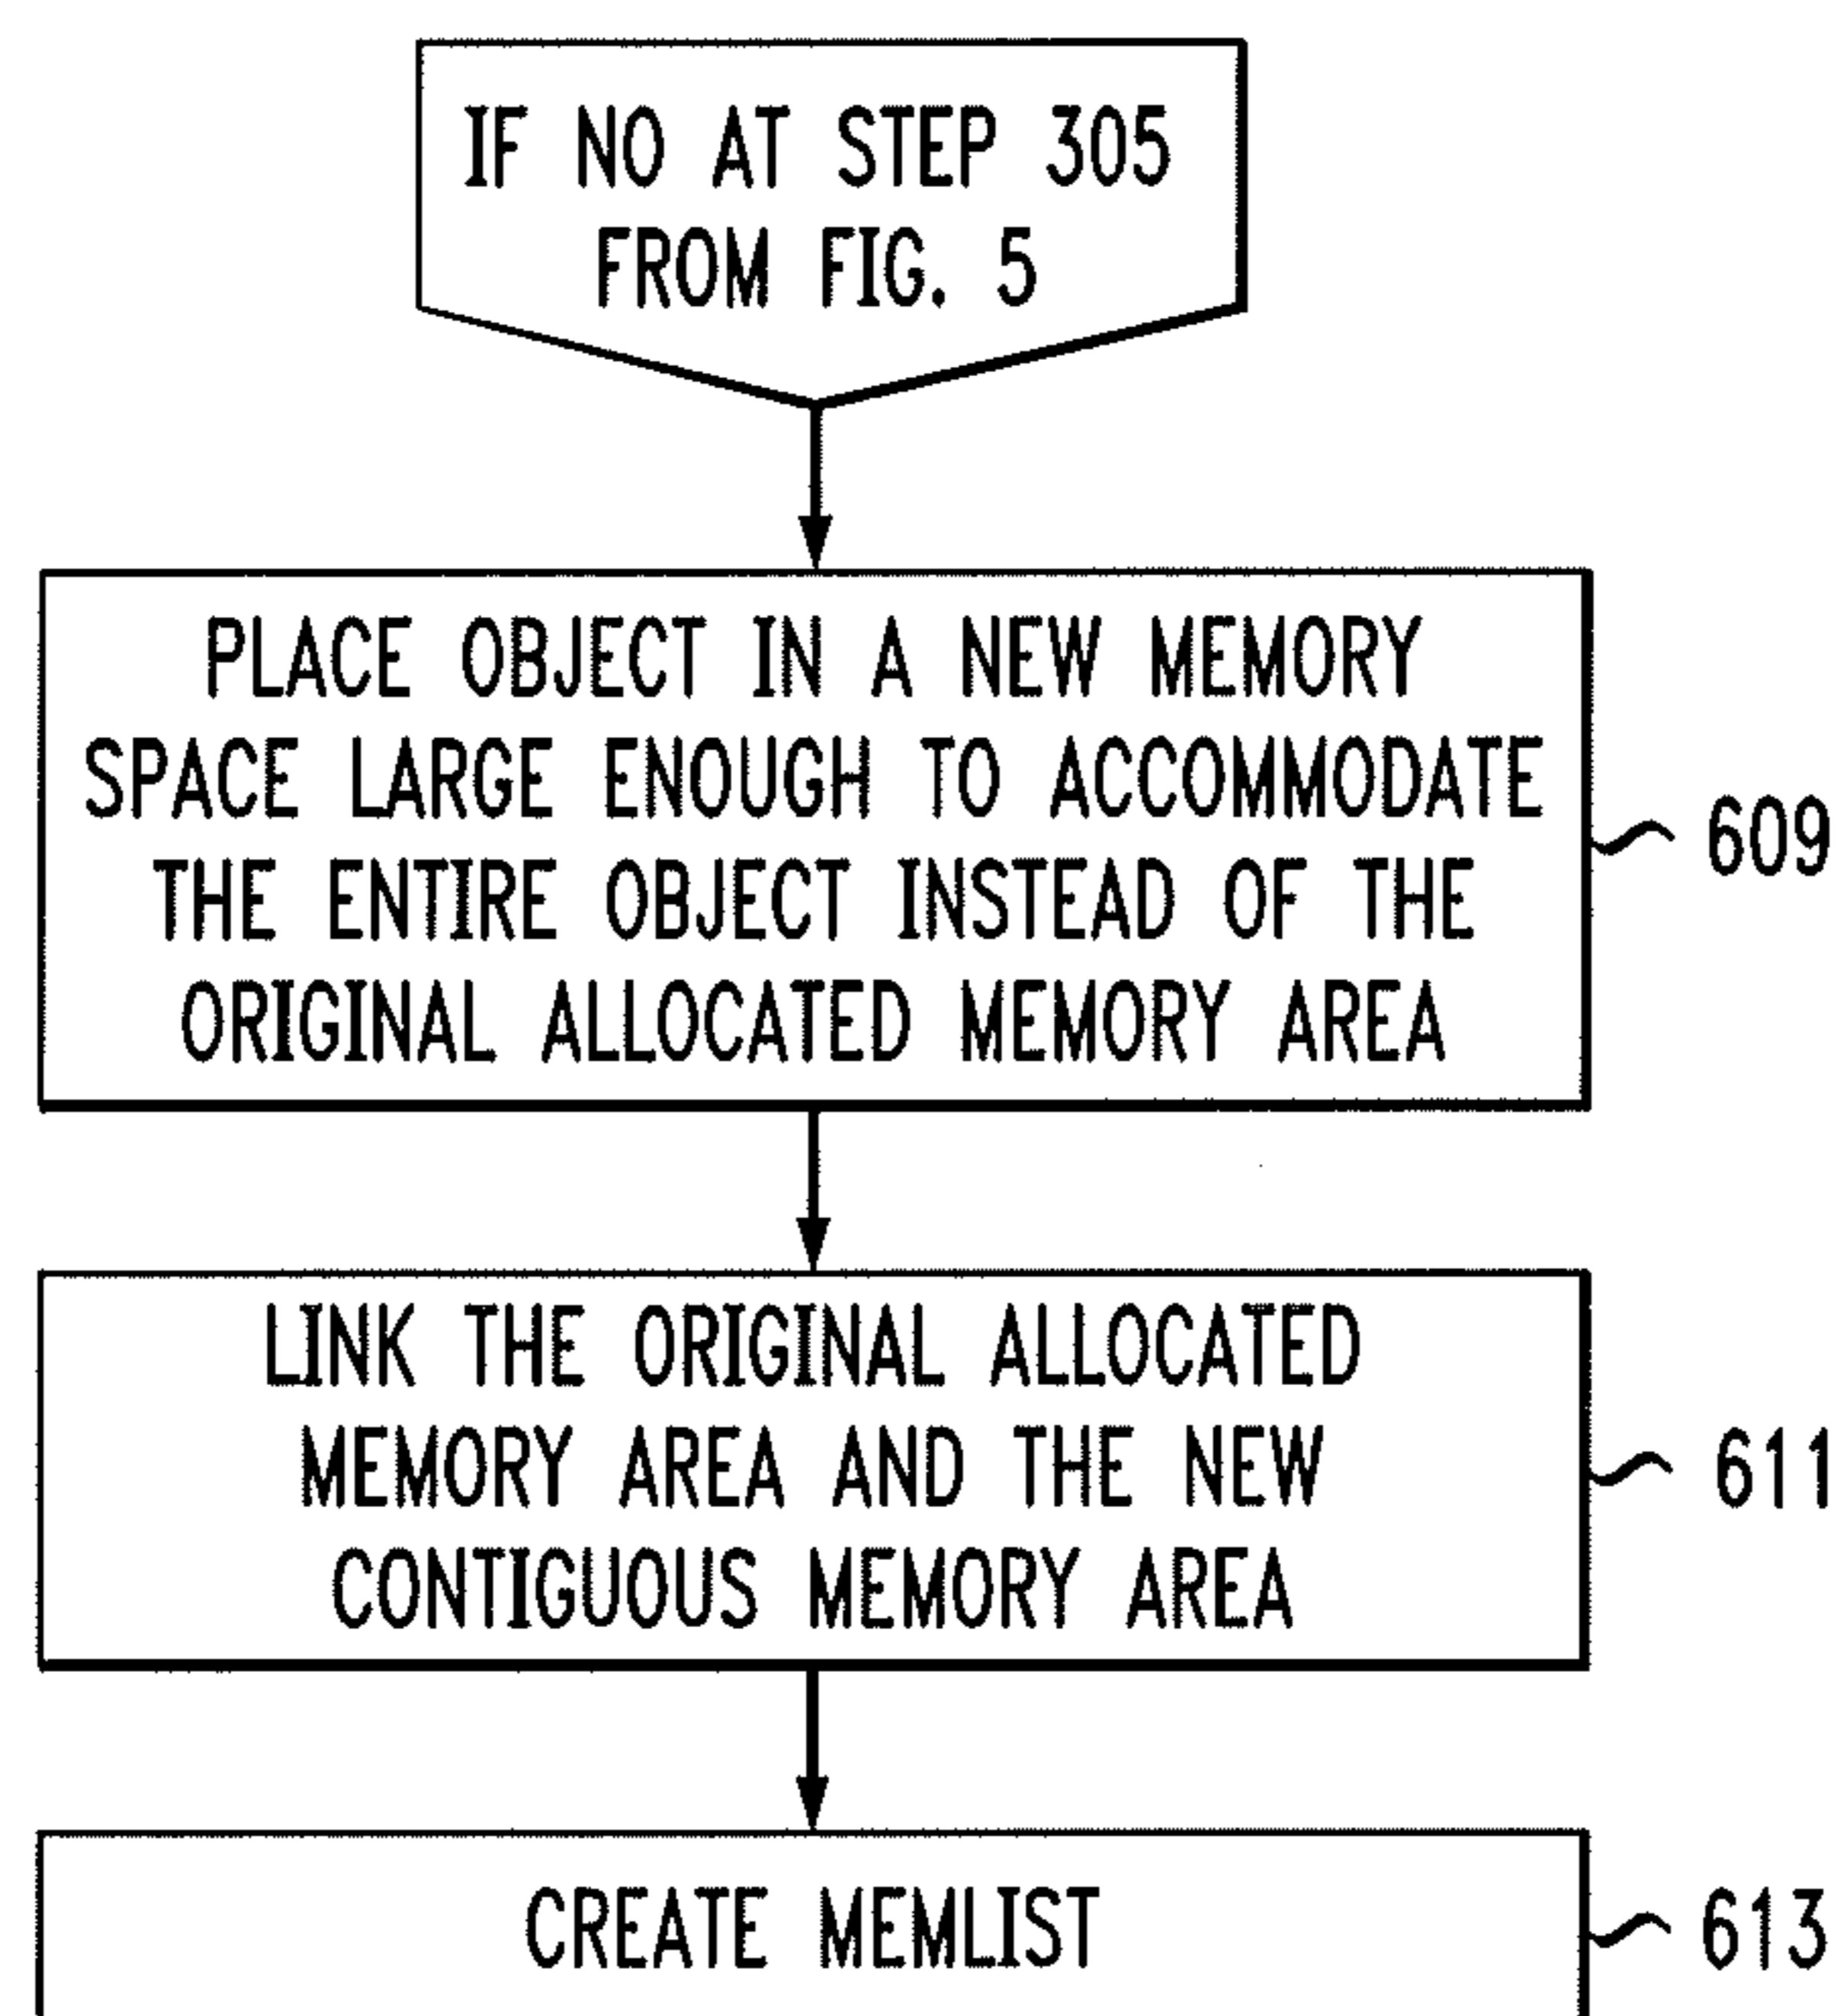 IF NO AT STEP 305
FROM FIG. 5
PLACE OBJECT IN A NEW MEMORY
SPACE LARGE ENOUGH TO ACCOMMODATE
THE ENTIRE OBJECT INSTEAD OF THE
ORIGINAL ALLOCATED MEMORY AREA
609
LINK THE ORIGINAL ALLOCATED
MEMORY AREA AND THE NEW
CONTIGUOUS MEMORY AREA
611
CREATE MEMLIST
613